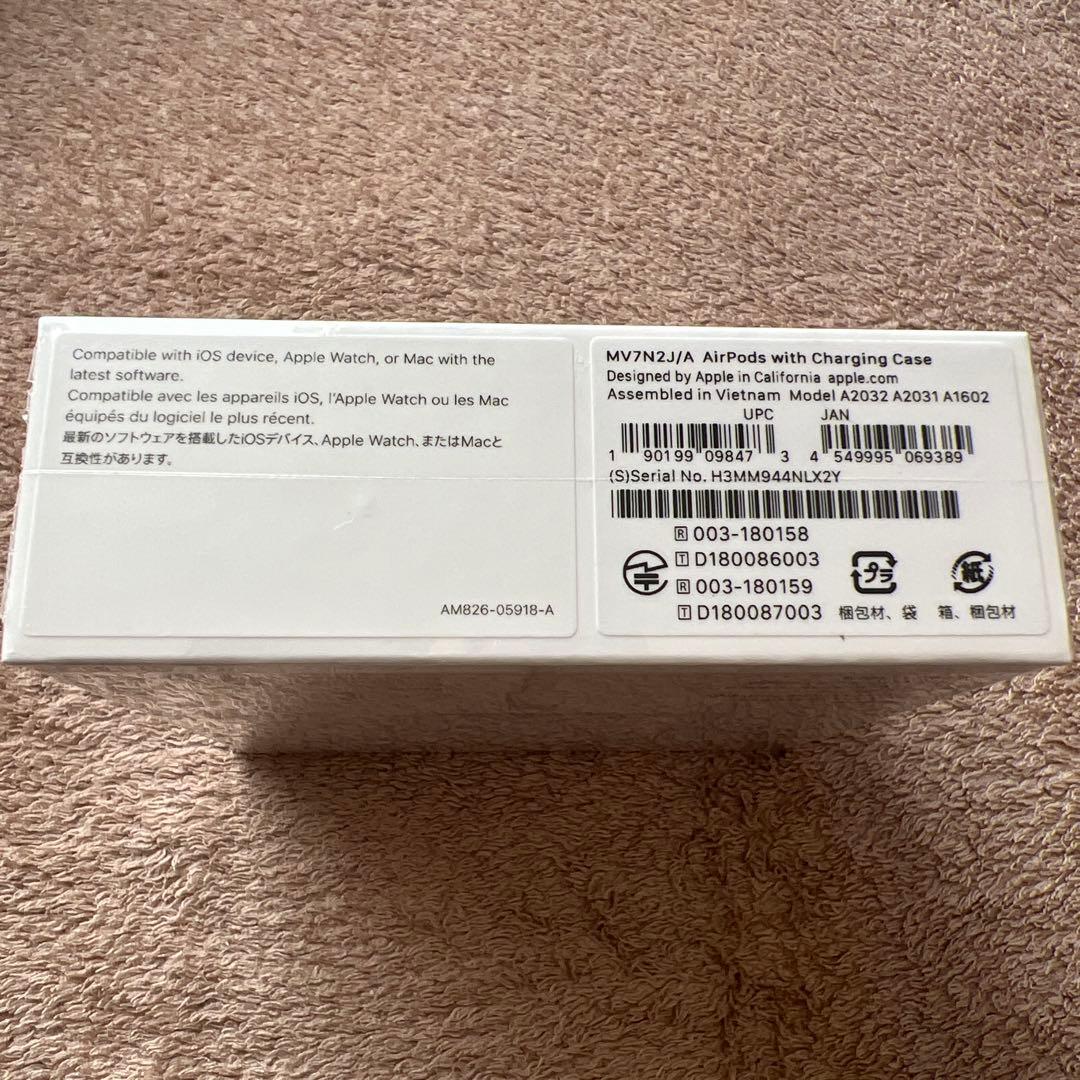 Compatible with iOS device, Apple Watch, or Mac with the
latest software.
Compatible avec les appareils iOS, l'Apple Watch ou les Mac
équipés du logiciel le plus récent.
最新のソフトウェアを搭載したiOSデバイス、Apple Watch、またはMacと
互換性があります。
AM826-05918-A
MV7N2J/A AirPods with Charging Case
Designed by Apple in California apple.com
Assembled in Vietnam Model A2032 A2031 A1602
UPC JAN
1 90199 09847 3 4 549995 069389
(S)Serial No. H3MM944NLX2Y
R 003-180158
T D180086003
R 003-180159
T D180087003
プラ 紙
梱包材、袋 箱、梱包材